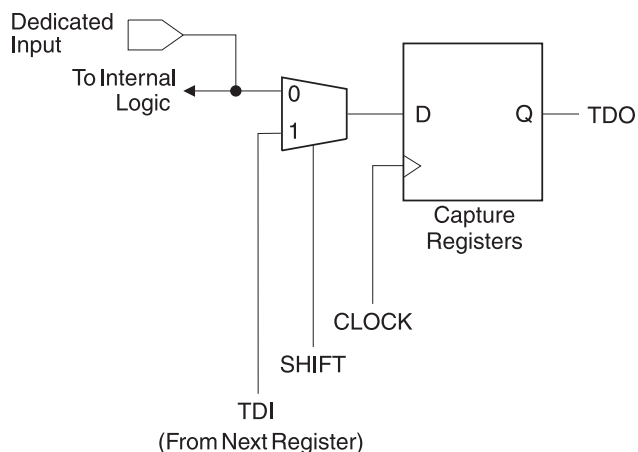 Dedicated
Input
To Internal
Logic
0
1
D
Q
TDO
Capture
Registers
CLOCK
SHIFT
TDI
(From Next Register)